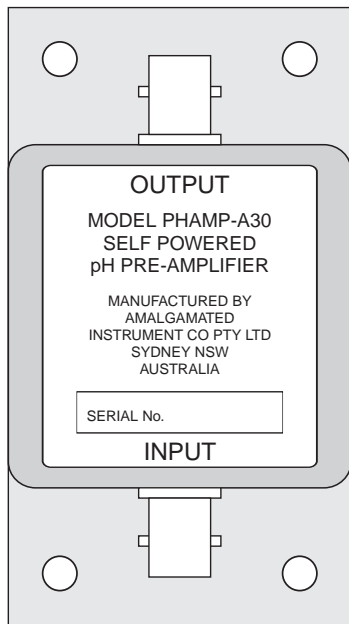 OUTPUT
MODEL PHAMP-A30
SELF POWERED
pH PRE-AMPLIFIER
MANUFACTURED BY
AMALGAMATED
INSTRUMENT CO PTY LTD
SYDNEY NSW
AUSTRALIA
SERIAL No.
INPUT